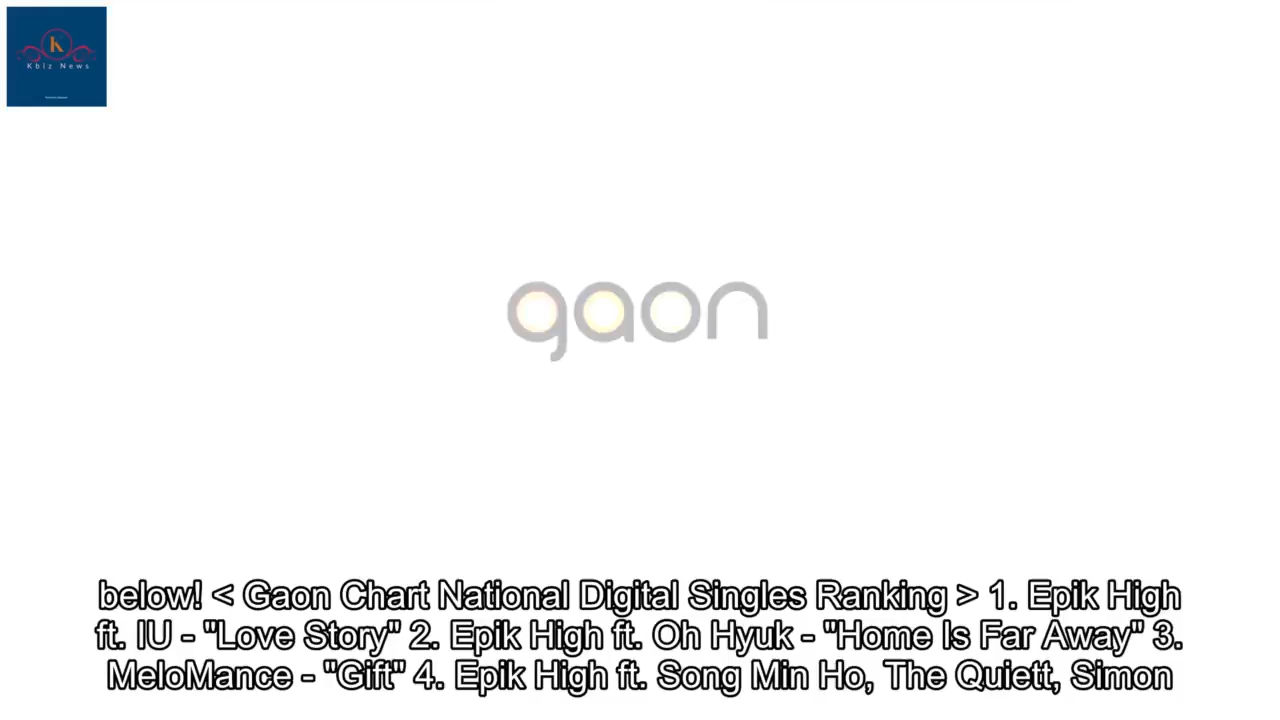 K
Kbiz News
gaon
below! < Gaon Chart National Digital Singles Ranking > 1. Epik High
ft. IU - "Love Story" 2. Epik High ft. Oh Hyuk - "Home Is Far Away" 3.
MeloMance - "Gift" 4. Epik High ft. Song Min Ho, The Quiett, Simon